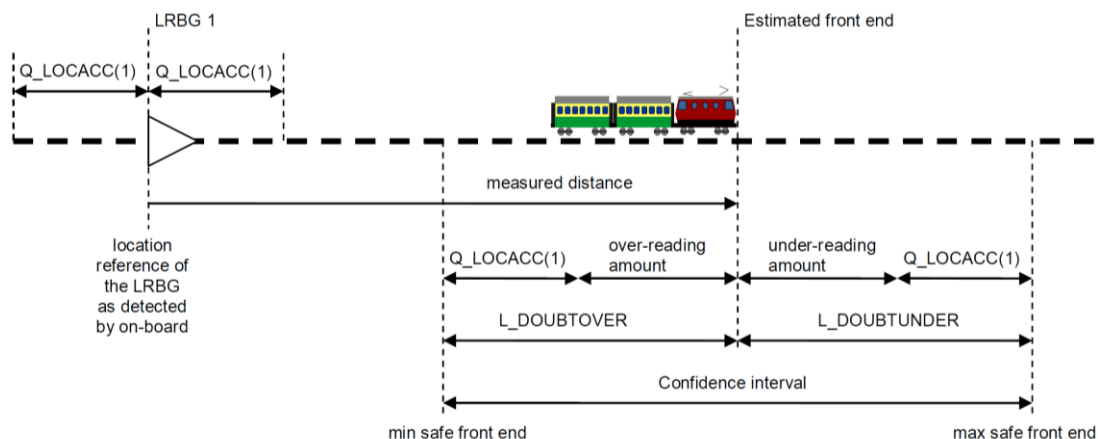 LRBG 1
Estimated front end
Q_LOCACC(1)
Q_LOCACC(1)
measured distance
location
reference of
the LRBG
as detected
by on-board
over-reading
amount
under-reading
amount
Q_LOCACC(1)
Q_LOCACC(1)
L_DOUBTOVER
L_DOUBTUNDER
Confidence interval
min safe front end
max safe front end